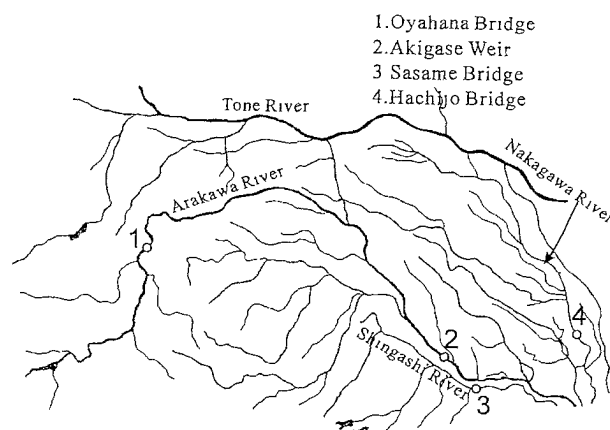 1.Oyahana Bridge
2.Akigase Weir
3 Sasame Bridge
4.Hachijo Bridge
Tone River
Nakagawa River
Arakawa River
1
4
2
Shingashi River
3